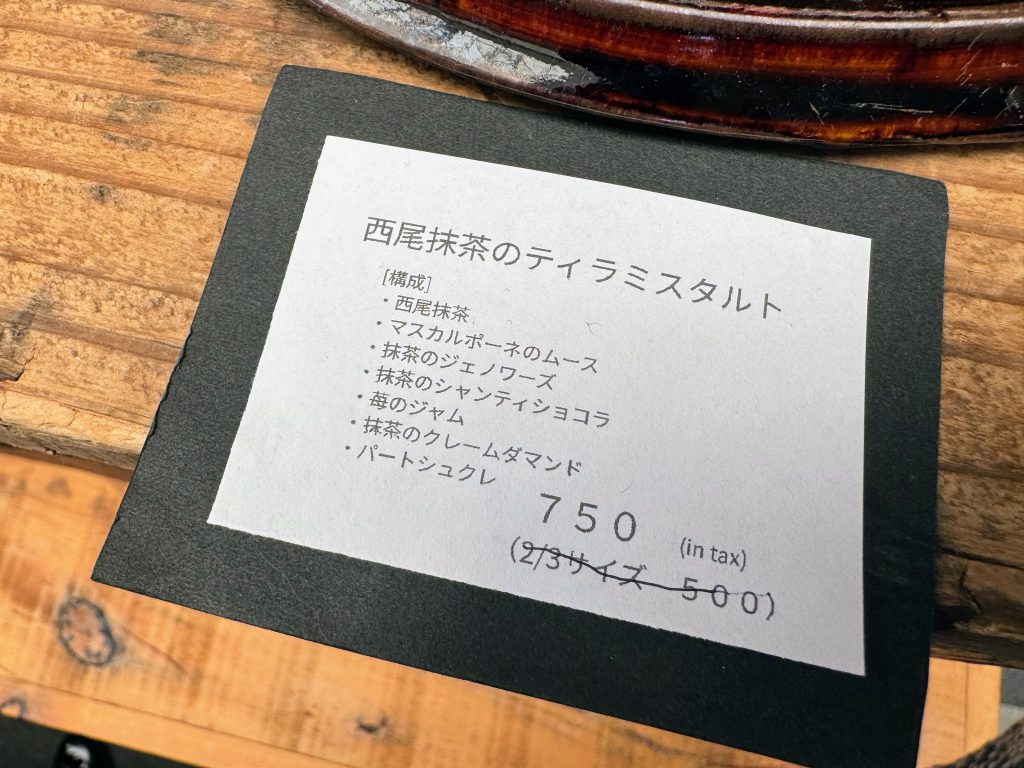 西尾抹茶のティラミスタルト
[構成]
・西尾抹茶
・マスカルポーネのムース
・抹茶のジェノワーズ
・抹茶のシャンティショコラ
・苺のジャム
・抹茶のクレームダマンド
・パートシュクレ
７５０ (in tax)
(2/3サイズ ５００)